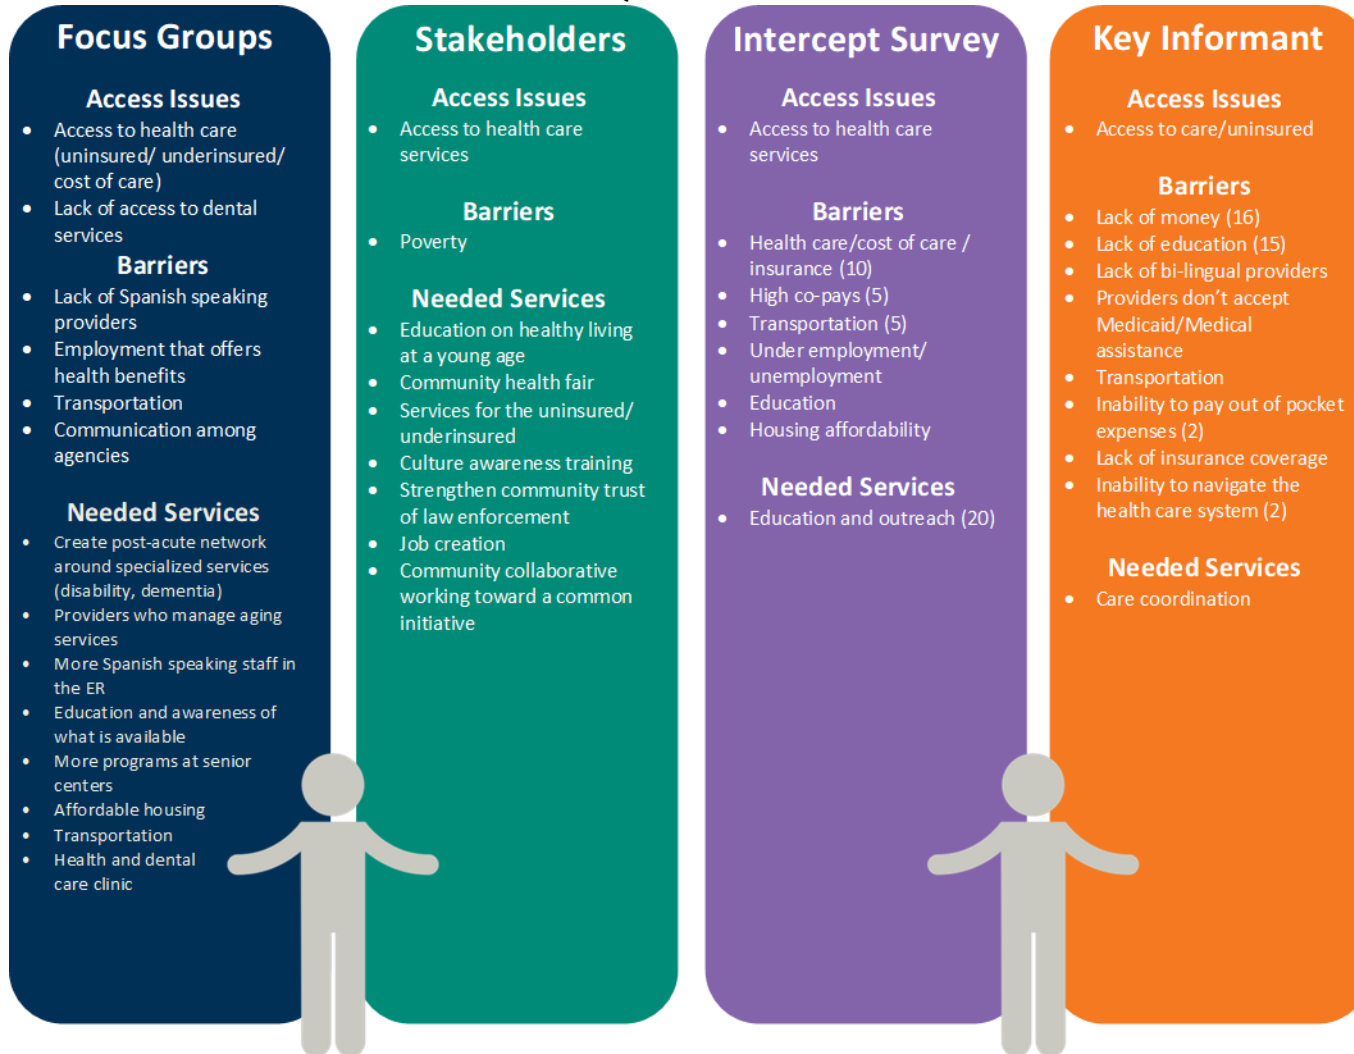 Focus Groups
Access Issues
• Access to health care
(uninsured/ underinsured/
cost of care)
• Lack of access to dental
services
Barriers
• Lack of Spanish speaking
providers
• Employment that offers
health benefits
• Transportation
• Communication among
agencies
Needed Services
• Create post-acute network
around specialized services
(disability, dementia)
• Providers who manage aging
services
• More Spanish speaking staff in
the ER
• Education and awareness of
what is available
• More programs at senior
centers
• Affordable housing
• Transportation
• Health and dental
care clinic
Stakeholders
Access Issues
• Access to health care
services
Barriers
• Poverty
Needed Services
• Education on healthy living
at a young age
• Community health fair
• Services for the uninsured/
underinsured
• Culture awareness training
• Strengthen community trust
of law enforcement
• Job creation
• Community collaborative
working toward a common
initiative
Intercept Survey
Access Issues
• Access to health care
services
Barriers
• Health care/cost of care /
insurance (10)
• High co-pays (5)
• Transportation (5)
• Under employment/
unemployment
• Education
• Housing affordability
Needed Services
• Education and outreach (20)
Key Informant
Access Issues
• Access to care/uninsured
Barriers
• Lack of money (16)
• Lack of education (15)
• Lack of bi-lingual providers
• Providers don’t accept
Medicaid/Medical
assistance
• Transportation
• Inability to pay out of pocket
expenses (2)
• Lack of insurance coverage
• Inability to navigate the
health care system (2)
Needed Services
• Care coordination